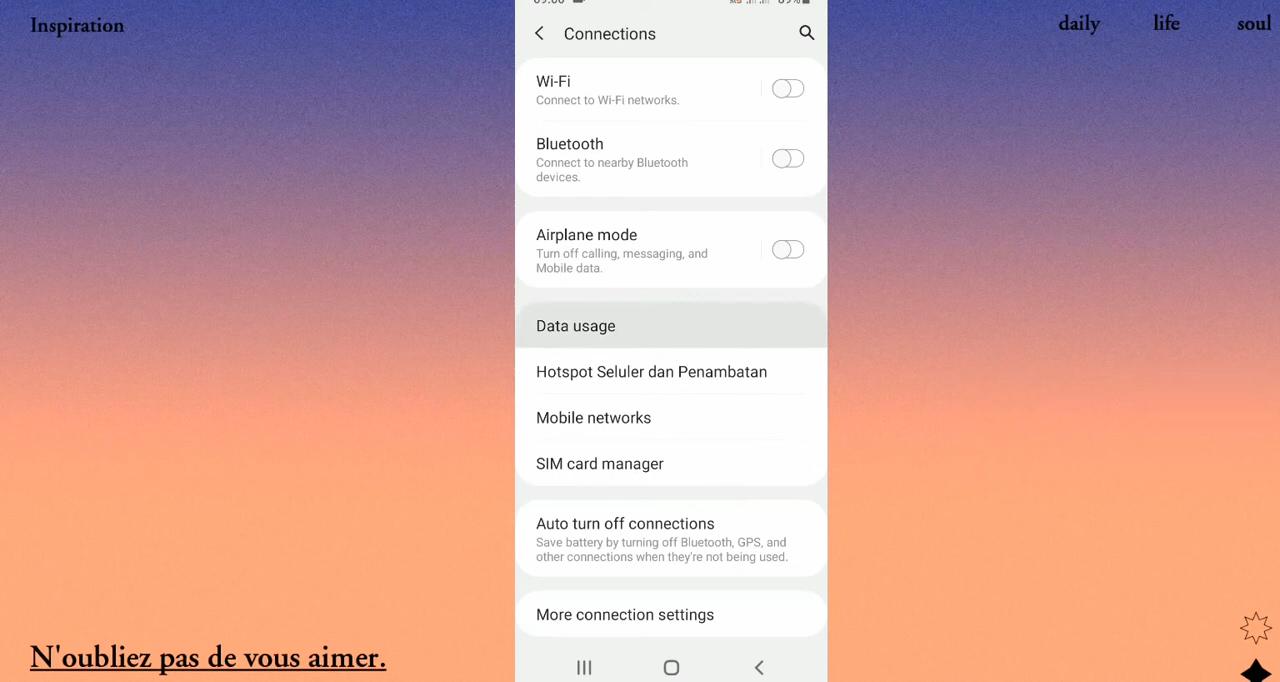 Inspiration
daily life soul
Connections
Wi-Fi
Connect to Wi-Fi networks.
Bluetooth
Connect to nearby Bluetooth
devices.
Airplane mode
Turn off calling, messaging, and
Mobile data.
Data usage
Hotspot Seluler dan Penambatan
Mobile networks
SIM card manager
Auto turn off connections
Save battery by turning off Bluetooth, GPS, and
other connections when they're not being used.
More connection settings
N'oubliez pas de vous aimer.